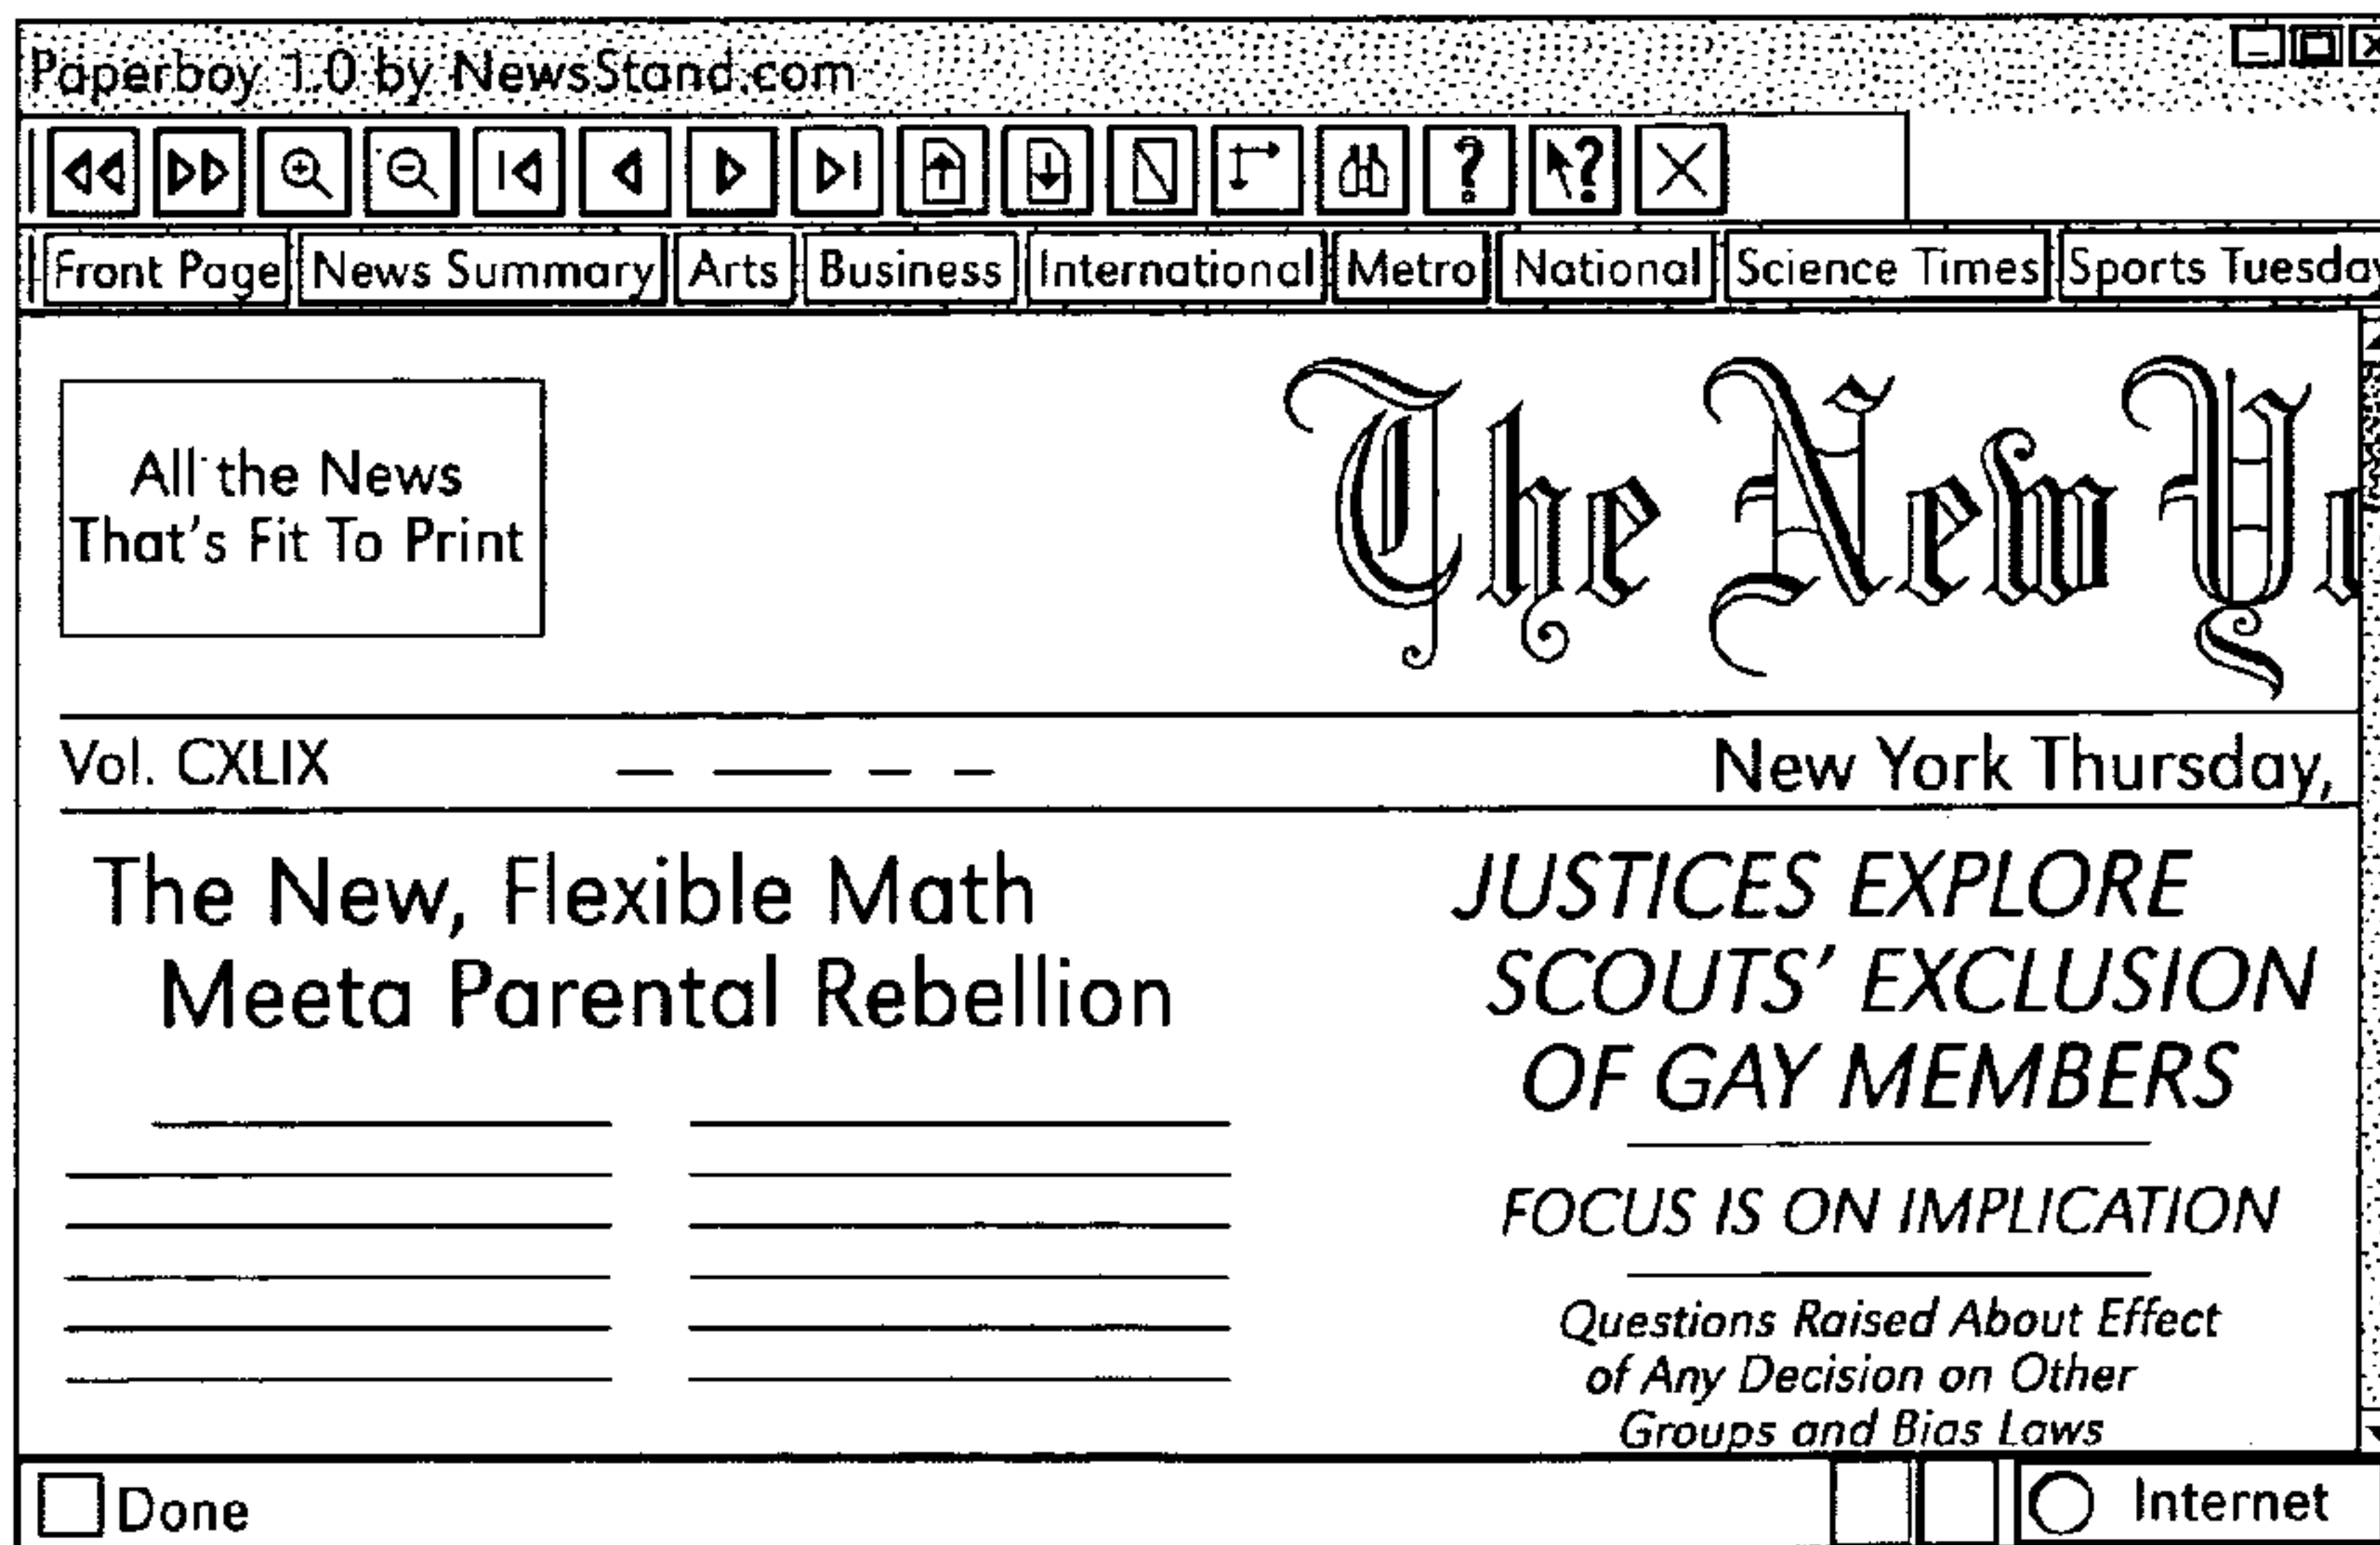 Paperboy 1.0 by NewsStand.com
Front Page News Summary Arts Business International Metro National Science Times Sports Tuesday
All the News
That's Fit To Print
The New Yo
Vol. CXLIX
New York Thursday,
The New, Flexible Math
Meeta Parental Rebellion
JUSTICES EXPLORE
SCOUTS' EXCLUSION
OF GAY MEMBERS
FOCUS IS ON IMPLICATION
Questions Raised About Effect
of Any Decision on Other
Groups and Bias Laws
Done
Internet